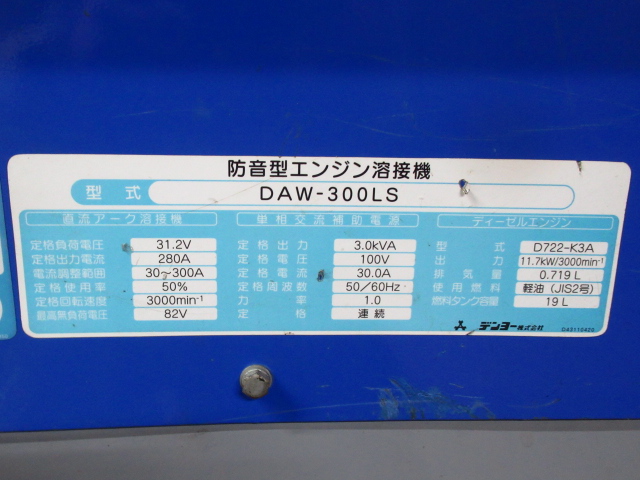 防音型エンジン溶接機
型式 DAW-300LS
直流アーク溶接機
定格負荷電圧 31.2V
定格出力電流 280A
電流調整範囲 30~300A
定格使用率 50%
定格回転速度 3000min-1
最高無負荷電圧 82V
単相交流補助電源
定格出力 3.0kVA
定格電圧 100V
定格電流 30.0A
定格周波数 50/60Hz
力率 1.0
定格 連続
ディーゼルエンジン
型式 D722-K3A
出力 11.7kW/3000min-1
排気量 0.719L
使用燃料 軽油(JIS2号)
燃料タンク容量 19L
デンヨー株式会社